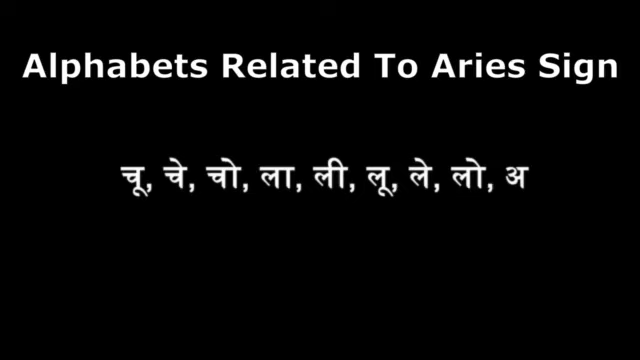 Alphabets Related To Aries Sign
चू, चे, चो, ला, ली, लू, ले, लो, अ